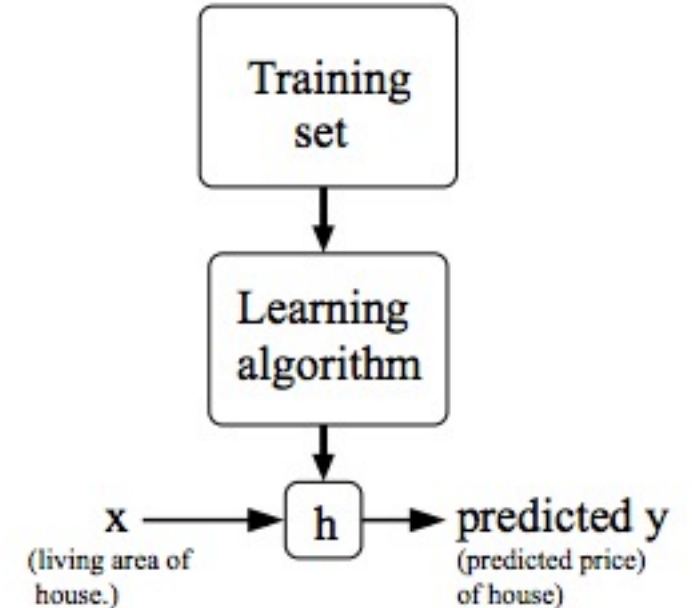 Training
set
Learning
algorithm
x
h
predicted y
(living area of
house.)
(predicted price)
of house)